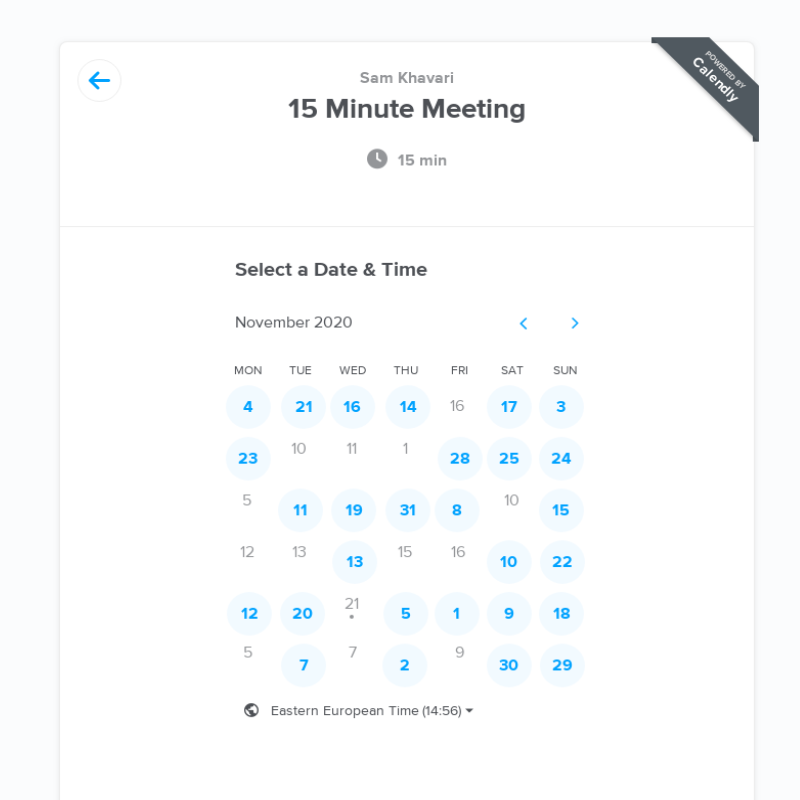 POWERED BY
Calendly
Sam Khavari
15 Minute Meeting
15 min
Select a Date & Time
November 2020
MON TUE WED THU FRI SAT SUN
4 21 16 14 16 17 3
23 10 11 1 28 25 24
5 11 19 31 8 10 15
12 13 13 15 16 10 22
12 20 21 5 1 9 18
5 7 7 2 9 30 29
Eastern European Time (14:56)